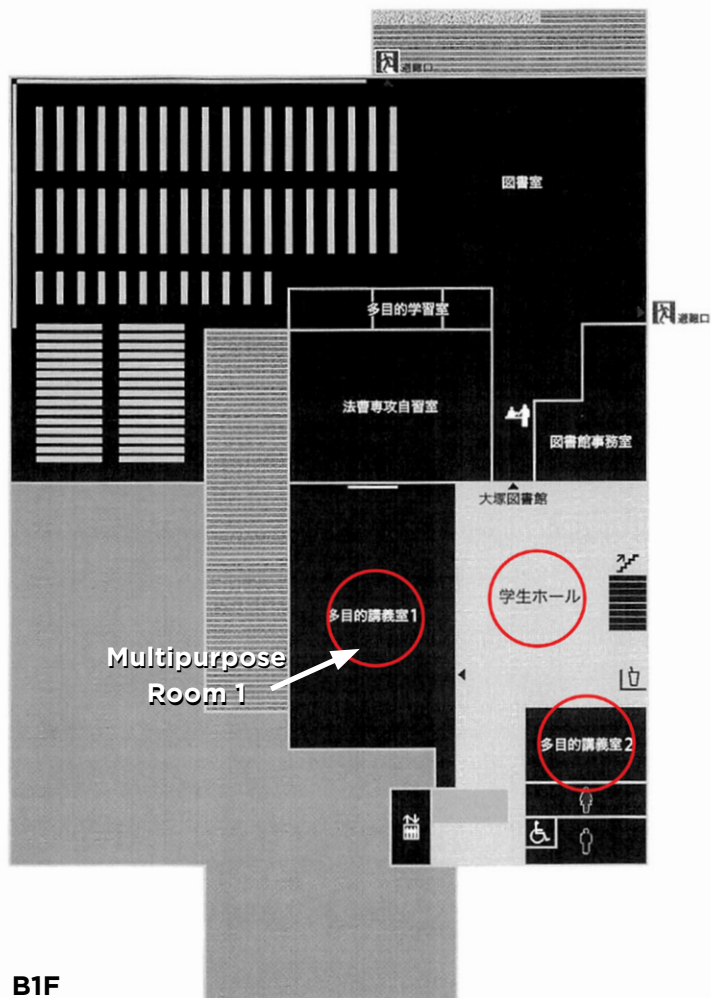 避難口
図書室
避難口
多目的学習室
法曹専攻自習室
図書館事務室
大塚図書館
学生ホール
多目的講義室1
Multipurpose
Room 1
多目的講義室2
B1F